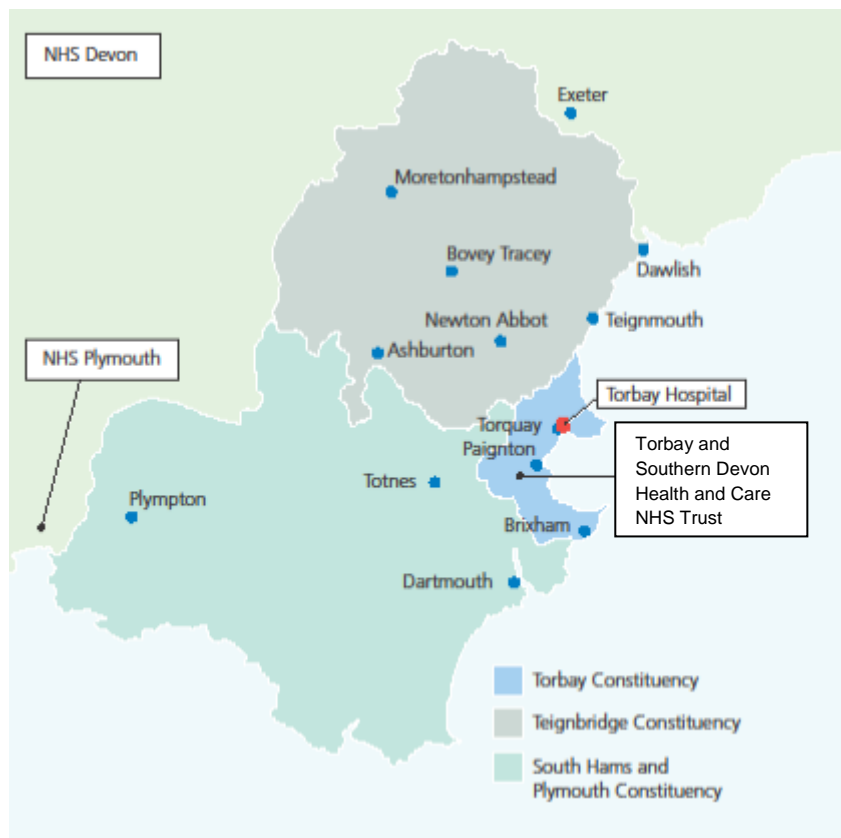 NHS Devon
Exeter
Moretonhampstead
Bovey Tracey
Dawlish
Newton Abbot
Teignmouth
NHS Plymouth
Ashburton
Torbay Hospital
Torquay
Paignton
Torbay and
Southern Devon
Health and Care
NHS Trust
Totnes
Plympton
Brixham
Dartmouth
Torbay Constituency
Teignbridge Constituency
South Hams and
Plymouth Constituency